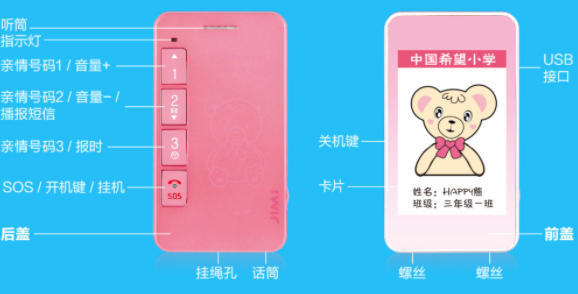 听筒
指示灯
亲情号码1 / 音量+
亲情号码2 / 音量- /
播报短信
亲情号码3 / 报时
SOS / 开机键 / 挂机
后盖
1
2
3
SOS
挂绳孔
话筒
中国希望小学
姓名：HAPPY熊
班级：三年级一班
USB
接口
关机键
卡片
前盖
螺丝
螺丝